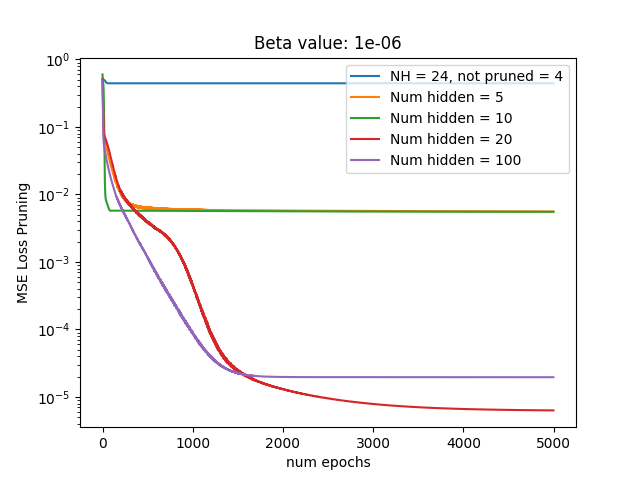 Beta value: 1e-06
MSE Loss Pruning
10⁰
10⁻¹
10⁻²
10⁻³
10⁻⁴
10⁻⁵
NH = 24, not pruned = 4
Num hidden = 5
Num hidden = 10
Num hidden = 20
Num hidden = 100
0 1000 2000 3000 4000 5000
num epochs